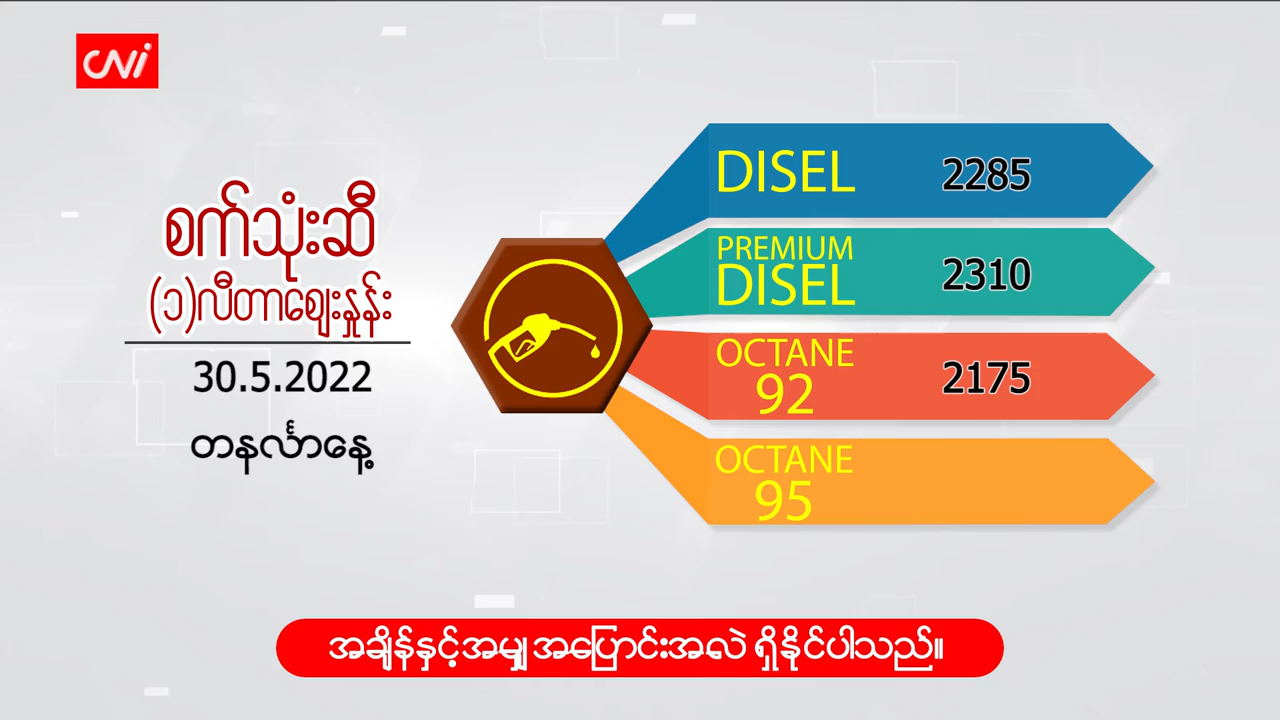 CNi
စက်သုံးဆီ
(၁)လီတာဈေးနှုန်း
30.5.2022
တနင်္လာနေ့
DISEL 2285
PREMIUM
DISEL 2310
OCTANE
92 2175
OCTANE
95
အချိန်နှင့်အမျှ အပြောင်းအလဲ ရှိနိုင်ပါသည်။